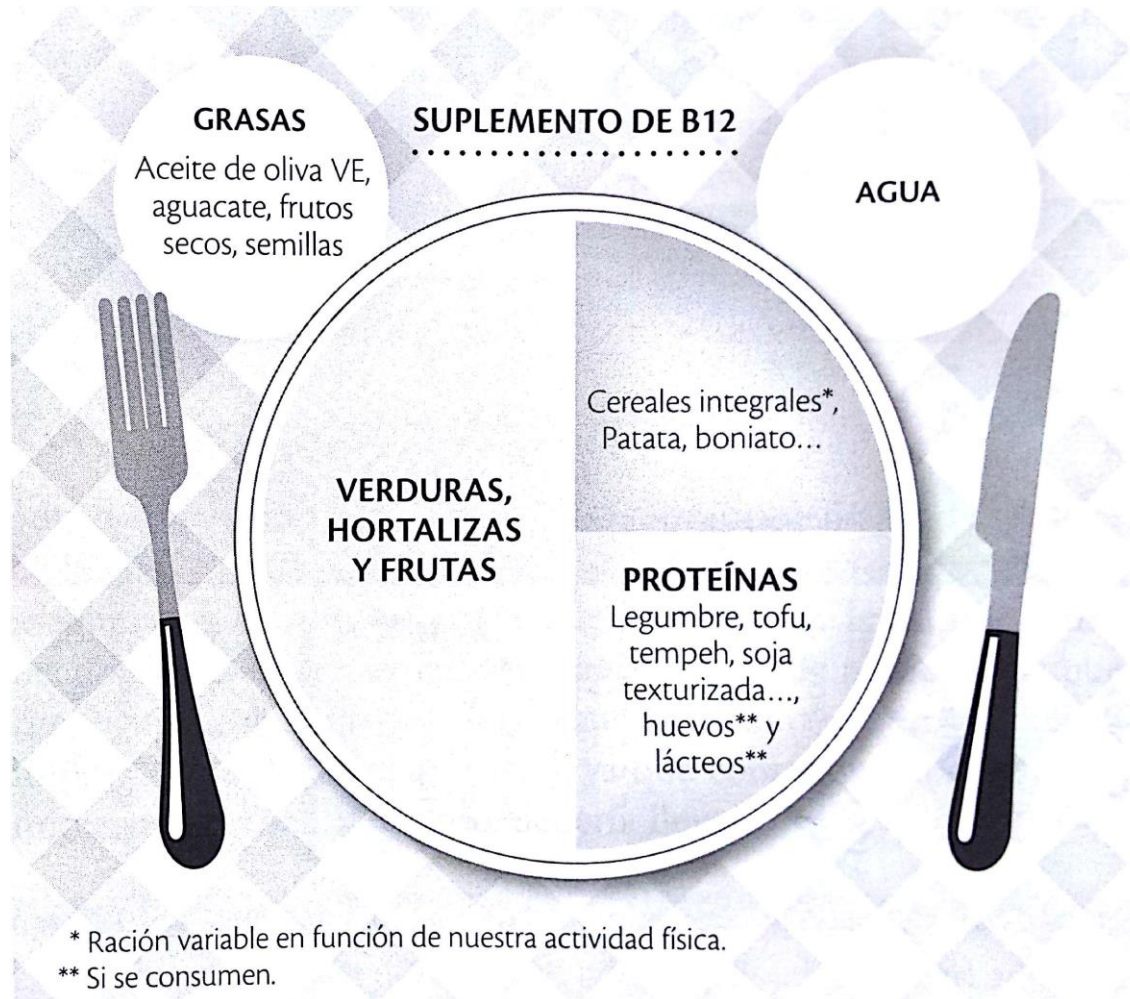 GRASAS
Aceite de oliva VE,
aguacate, frutos
secos, semillas
SUPLEMENTO DE B12
AGUA
VERDURAS,
HORTALIZAS
Y FRUTAS
Cereales integrales*,
Patata, boniato...
PROTEÍNAS
Legumbre, tofu,
tempeh, soja
texturizada...,
huevos** y
lácteos**
* Ración variable en función de nuestra actividad física.
** Si se consumen.